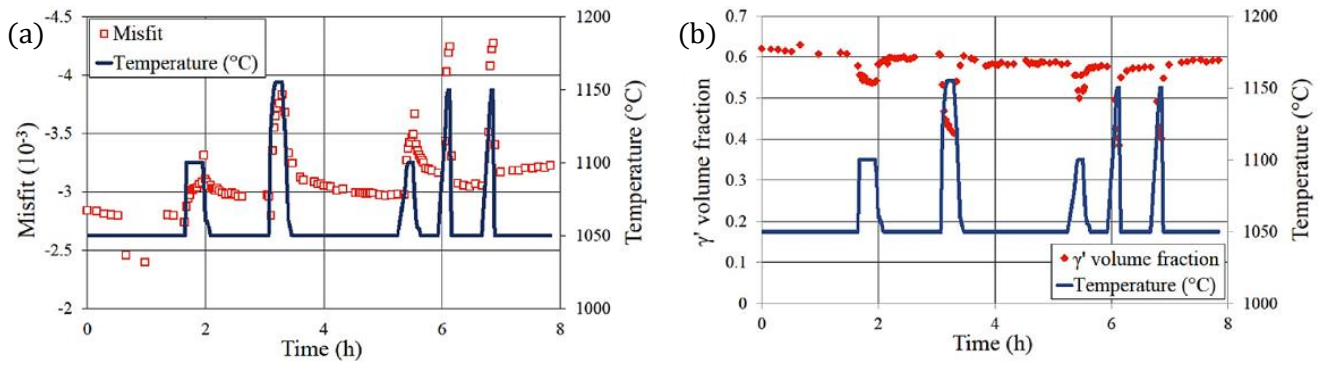 (a)
Misfit
Temperature (°C)
-4.5
-4
-3.5
-3
-2.5
-2
Misfit (10⁻³)
1200
1150
1100
1050
1000
Temperature (°C)
0 2 4 6 8
Time (h)
(b)
0.7
0.6
0.5
0.4
0.3
0.2
0.1
0
γ' volume fraction
1200
1150
1100
1050
1000
Temperature (°C)
γ' volume fraction
Temperature (°C)
0 2 4 6 8
Time (h)